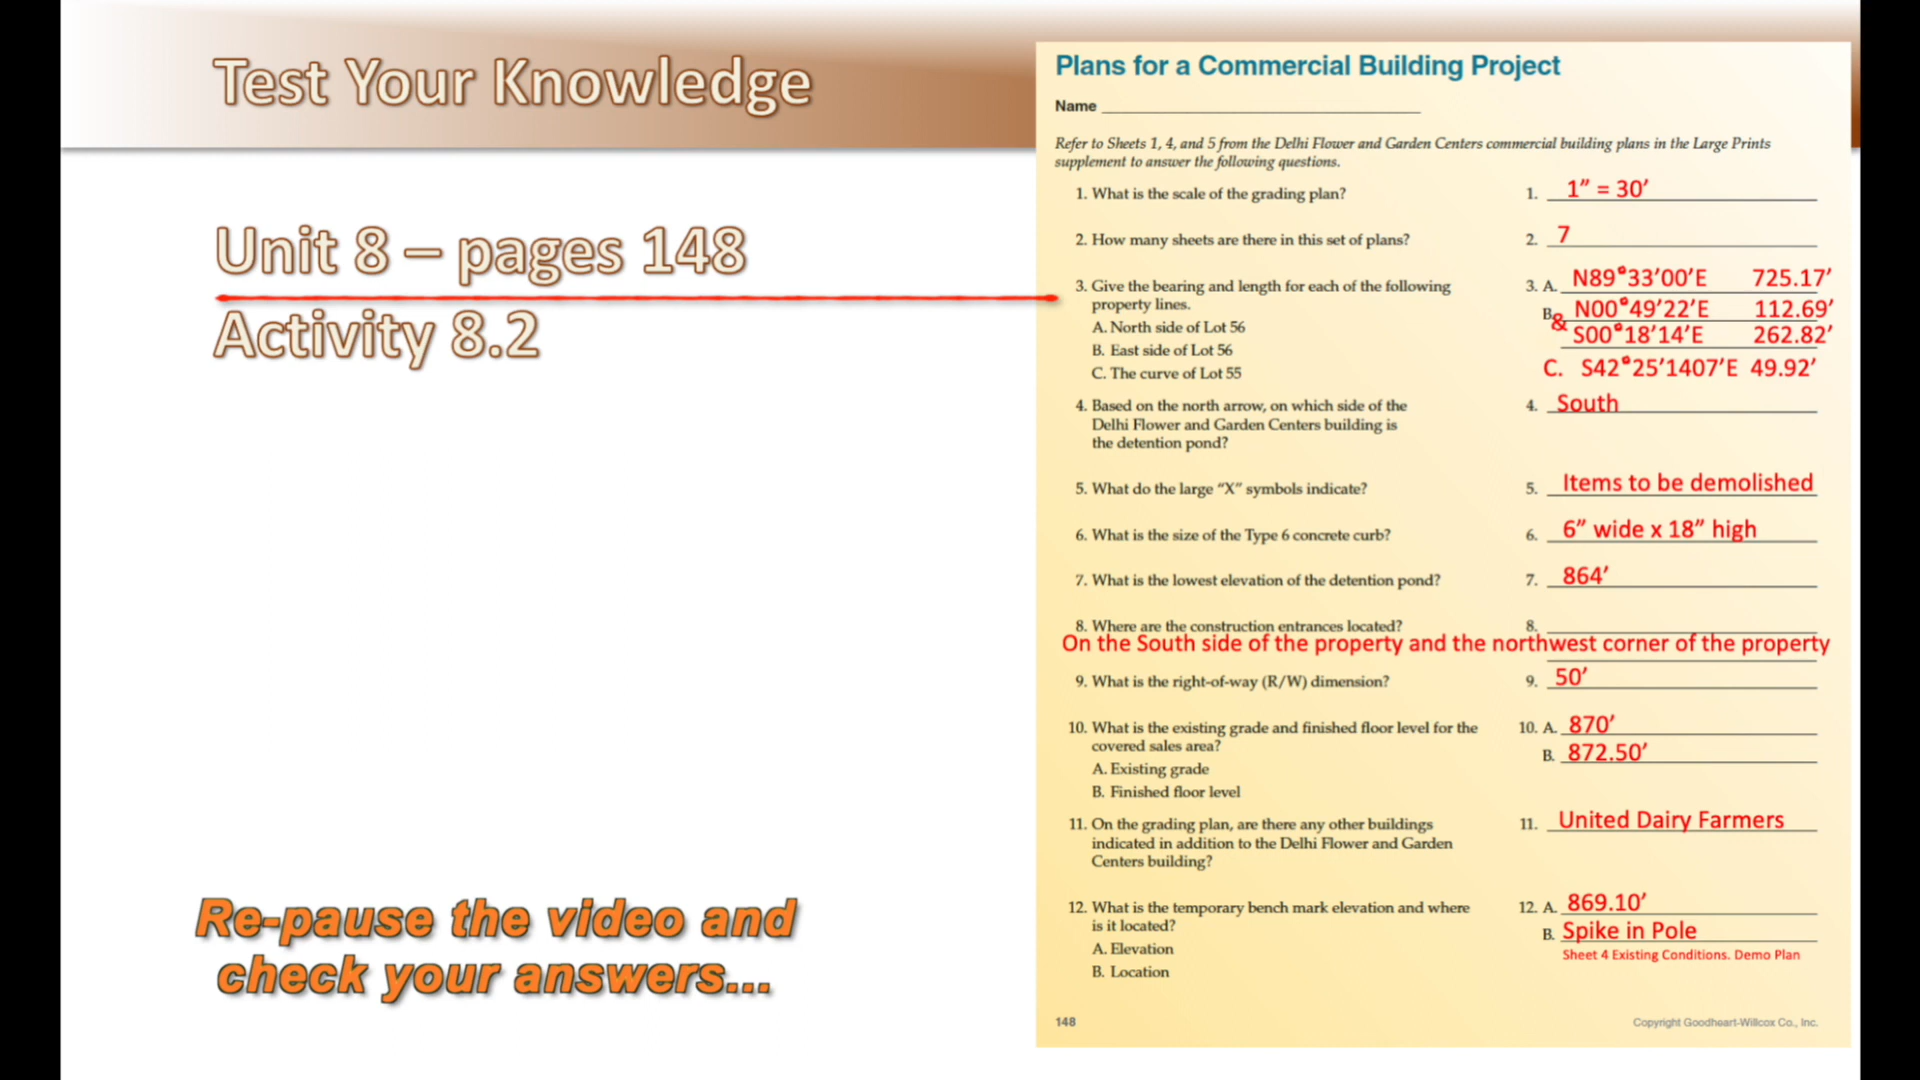 Test Your Knowledge
Unit 8 – pages 148
Activity 8.2
Re-pause the video and
check your answers...
Plans for a Commercial Building Project
Name
Refer to Sheets 1, 4, and 5 from the Delhi Flower and Garden Centers commercial building plans in the Large Prints
supplement to answer the following questions.
1. What is the scale of the grading plan? 1. 1” = 30’
2. How many sheets are there in this set of plans? 2. 7
3. Give the bearing and length for each of the following 3. A. N89°33’00’E 725.17’
property lines. B. N00°49’22’E 112.69’
A. North side of Lot 56 & S00°18’14’E 262.82’
B. East side of Lot 56
C. The curve of Lot 55 C. S42°25’1407’E 49.92’
4. Based on the north arrow, on which side of the 4. South
Delhi Flower and Garden Centers building is
the detention pond?
5. What do the large “X” symbols indicate? 5. Items to be demolished
6. What is the size of the Type 6 concrete curb? 6. 6” wide x 18” high
7. What is the lowest elevation of the detention pond? 7. 864’
8. Where are the construction entrances located? 8.
On the South side of the property and the northwest corner of the property
9. What is the right-of-way (R/W) dimension? 9. 50’
10. What is the existing grade and finished floor level for the 10. A. 870’
covered sales area? B. 872.50’
A. Existing grade
B. Finished floor level
11. On the grading plan, are there any other buildings 11. United Dairy Farmers
indicated in addition to the Delhi Flower and Garden
Centers building?
12. What is the temporary bench mark elevation and where 12. A. 869.10’
is it located? B. Spike in Pole
A. Elevation Sheet 4 Existing Conditions. Demo Plan
B. Location
148 Copyright Goodheart-Willcox Co., Inc.